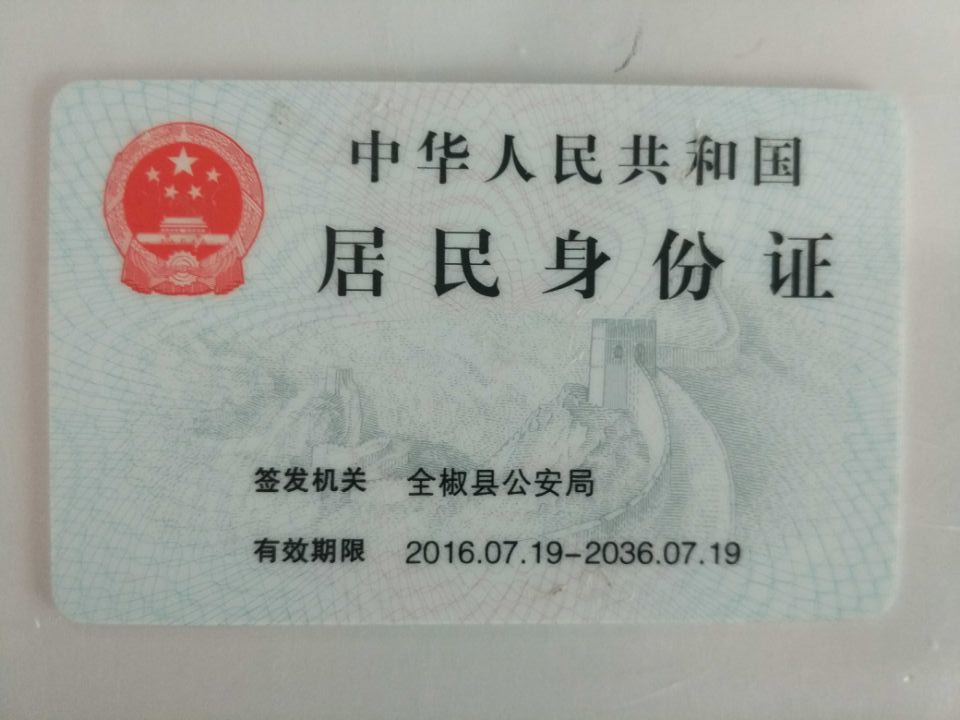 中华人民共和国
居民身份证
签发机关 全椒县公安局
有效期限 2016.07.19-2036.07.19